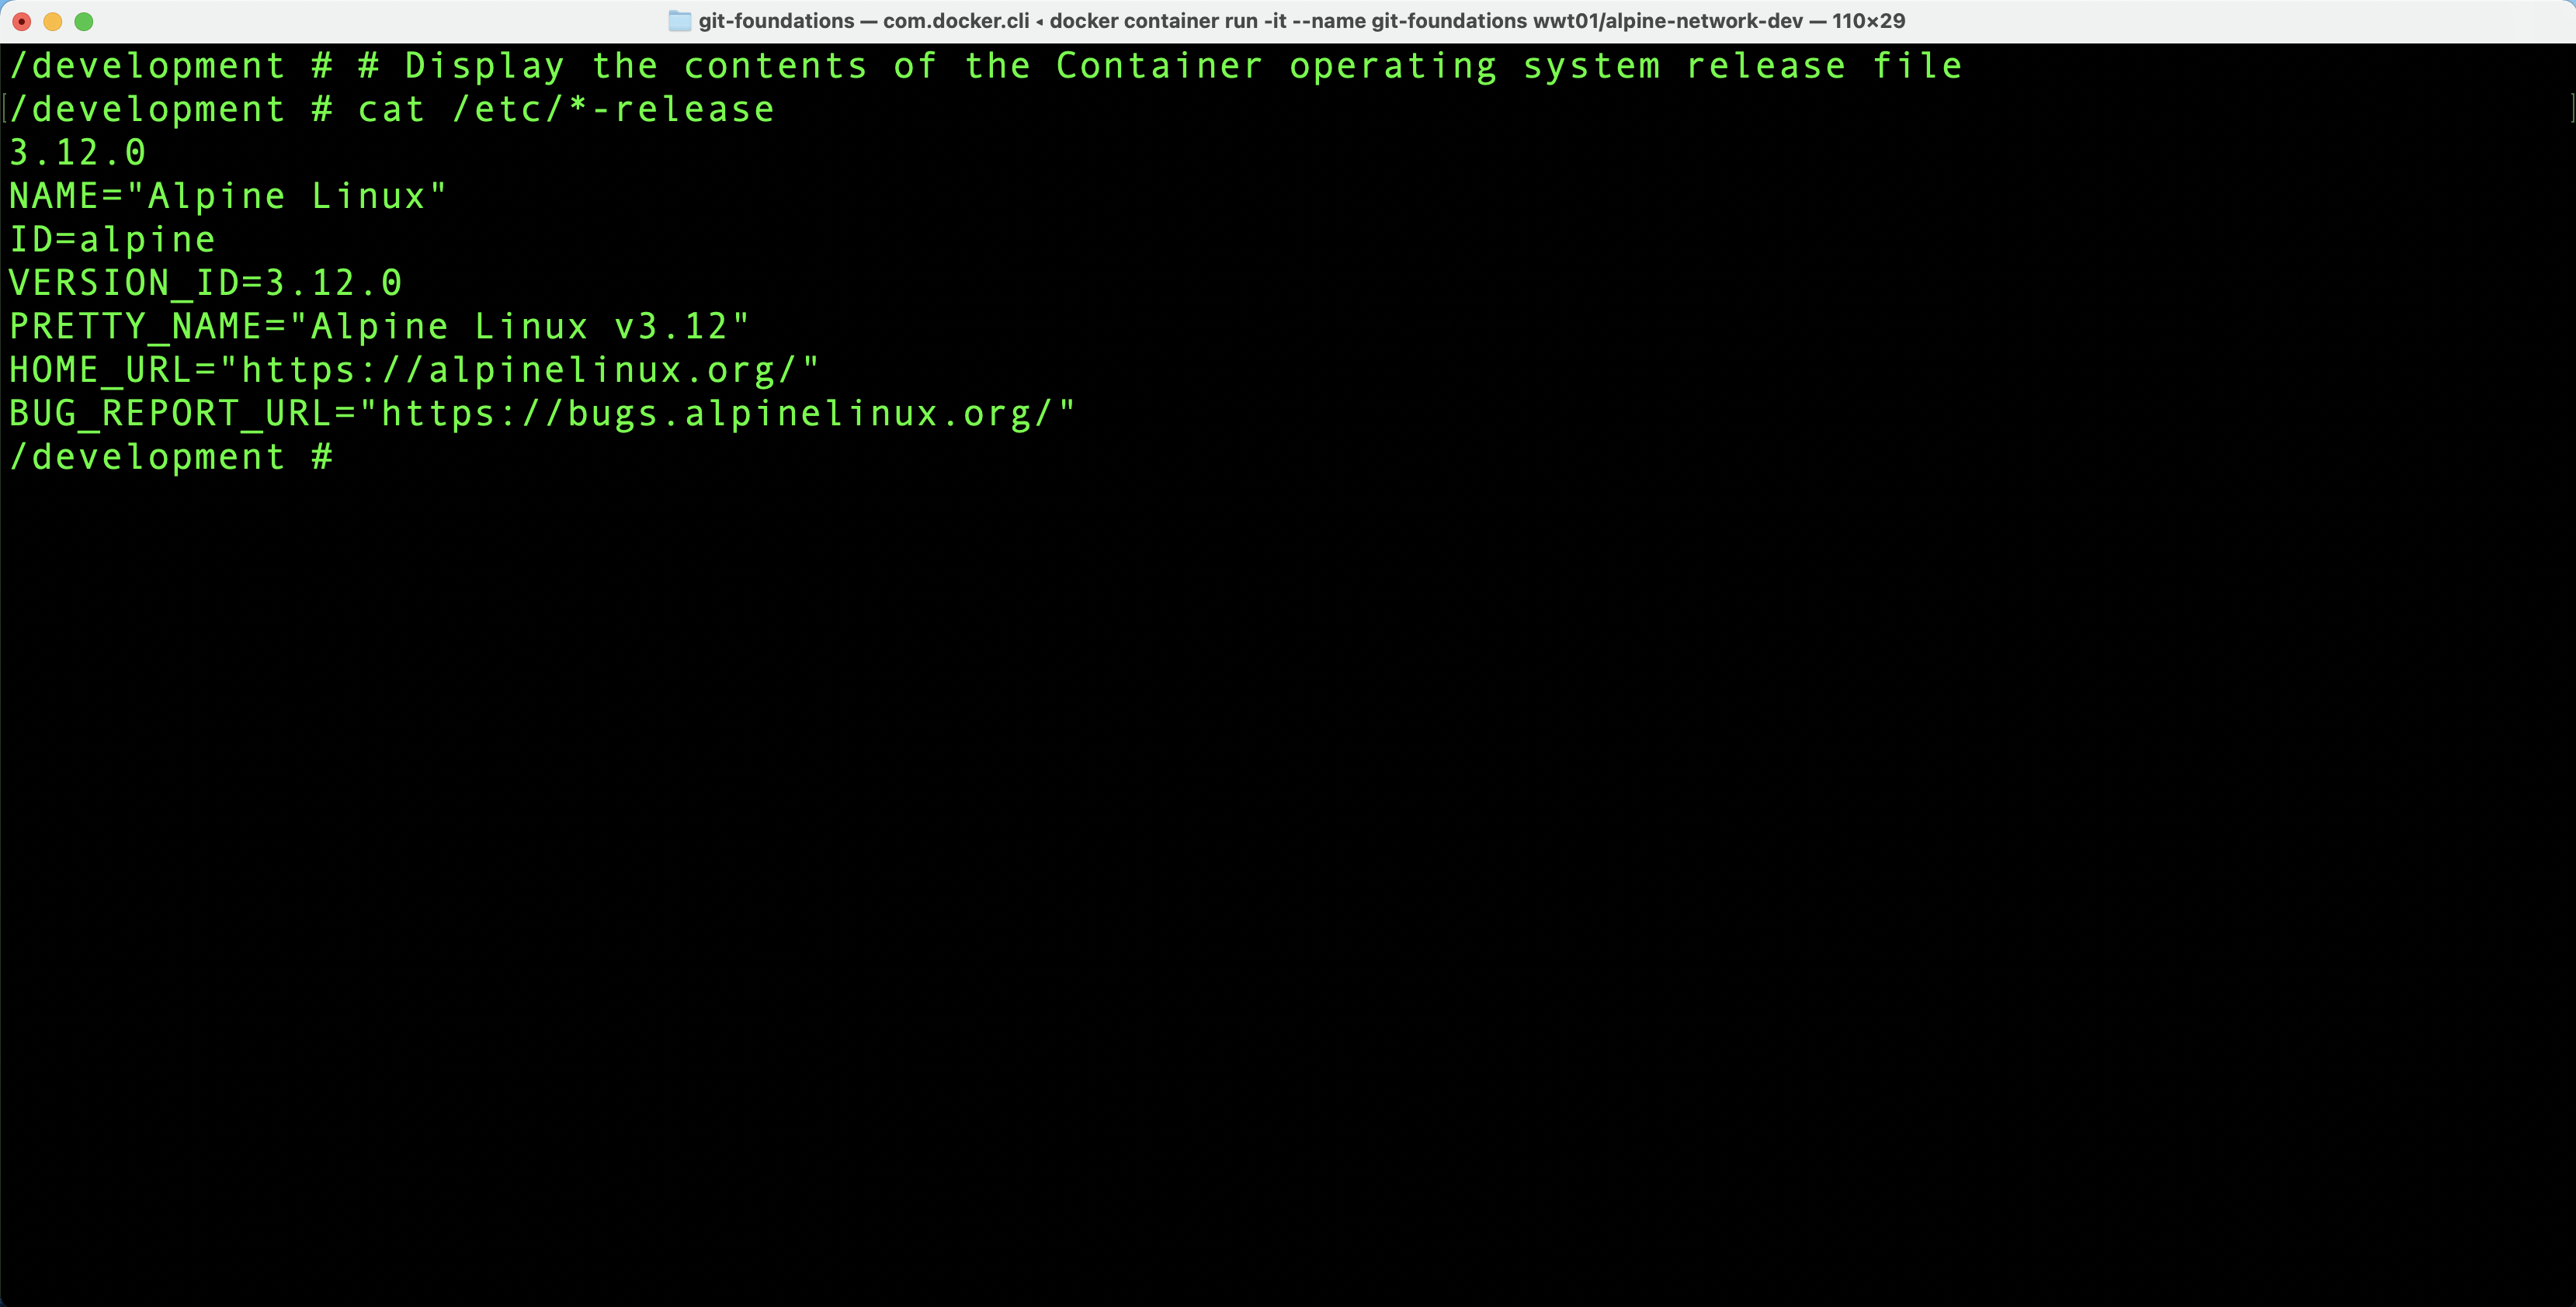 git-foundations — com.docker.cli ◂ docker container run -it --name git-foundations wwt01/alpine-network-dev — 110×29
/development # # Display the contents of the Container operating system release file
[/development # cat /etc/*-release ]
3.12.0
NAME="Alpine Linux"
ID=alpine
VERSION_ID=3.12.0
PRETTY_NAME="Alpine Linux v3.12"
HOME_URL="https://alpinelinux.org/"
BUG_REPORT_URL="https://bugs.alpinelinux.org/"
/development #